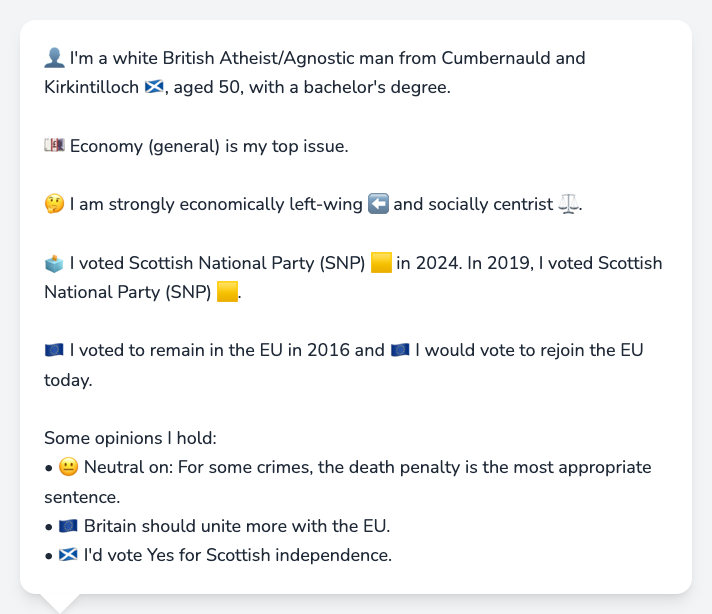 👤 I'm a white British Atheist/Agnostic man from Cumbernauld and
Kirkintilloch 🏴󠁧󠁢󠁳󠁣󠁴󠁿, aged 50, with a bachelor's degree.
💷 Economy (general) is my top issue.
🤔 I am strongly economically left-wing ⬅️ and socially centrist ⚖️.
🗳️ I voted Scottish National Party (SNP) 🟨 in 2024. In 2019, I voted Scottish
National Party (SNP) 🟨.
🇪🇺 I voted to remain in the EU in 2016 and 🇪🇺 I would vote to rejoin the EU
today.
Some opinions I hold:
• 😐 Neutral on: For some crimes, the death penalty is the most appropriate
sentence.
• 🇪🇺 Britain should unite more with the EU.
• 🏴󠁧󠁢󠁳󠁣󠁴󠁿 I'd vote Yes for Scottish independence.